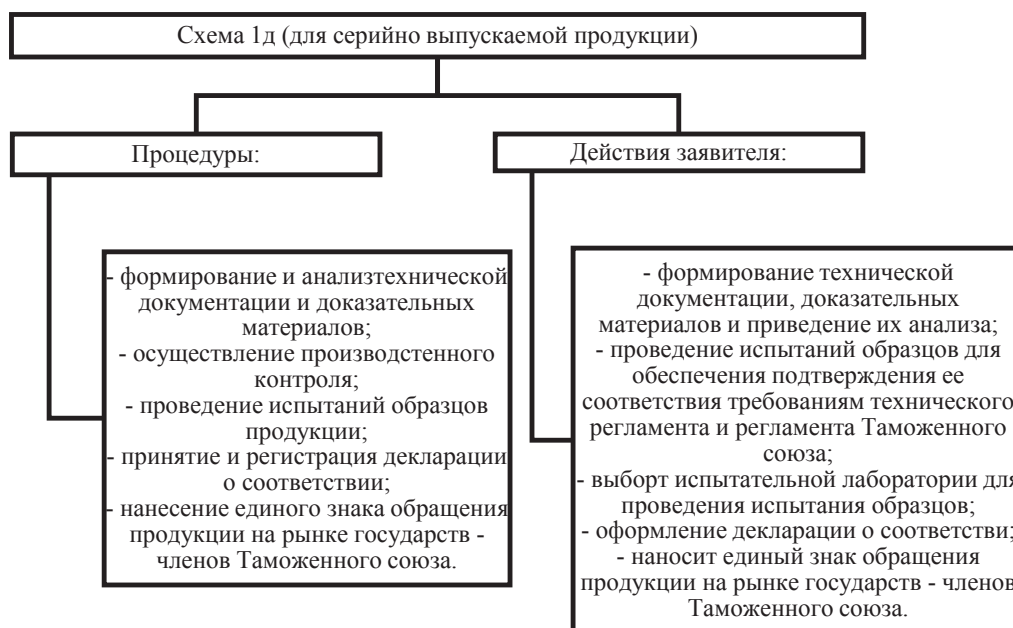 Схема 1д (для серийно выпускаемой продукции)
Процедуры:
- формирование и анализтехнической
документации и доказательных
материалов;
- осуществление производстенного
контроля;
- проведение испытаний образцов
продукции;
- принятие и регистрация декларации
о соответствии;
- нанесение единого знака обращения
продукции на рынке государств -
членов Таможенного союза.
Действия заявителя:
- формирование технической
документации, доказательных
материалов и приведение их анализа;
- проведение испытаний образцов для
обеспечения подтверждения ее
соответствия требованиям технического
регламента и регламента Таможенного
союза;
- выборт испытательной лаборатории для
проведения испытания образцов;
- оформление декларации о соответстви;
- наносит единый знак обращения
продукции на рынке государств - членов
Таможенного союза.